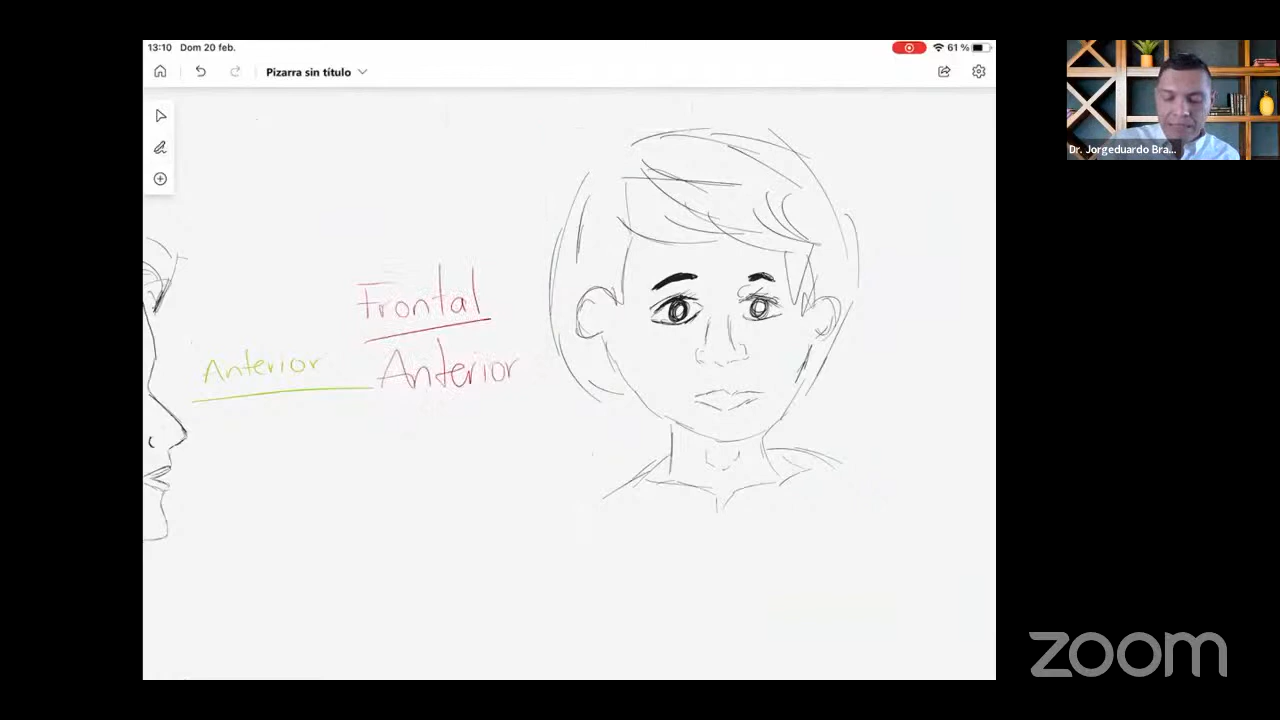 13:10 Dom 20 feb.
61 %
Pizarra sin título
Dr. Jorgeduardo Bra...
Frontal
Anterior
Anterior
zoom